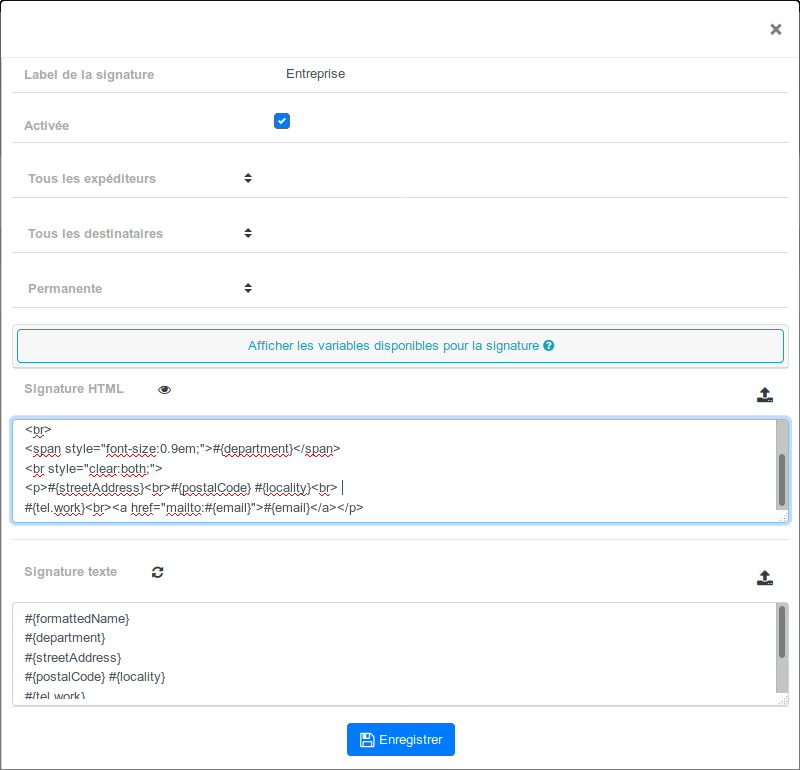 ×
Label de la signature Entreprise
Activée
Tous les expéditeurs
Tous les destinataires
Permanente
Afficher les variables disponibles pour la signature ?
Signature HTML
<br>
<span style="font-size:0.9em;">#{department}</span>
<br style="clear:both;">
<p>#{streetAddress}<br>#{postalCode} #{locality}<br>
#{tel.work}<br><a href="mailto:#{email}">#{email}</a></p>
Signature texte
#{formattedName}
#{department}
#{streetAddress}
#{postalCode} #{locality}
#{tel.work}
Enregistrer